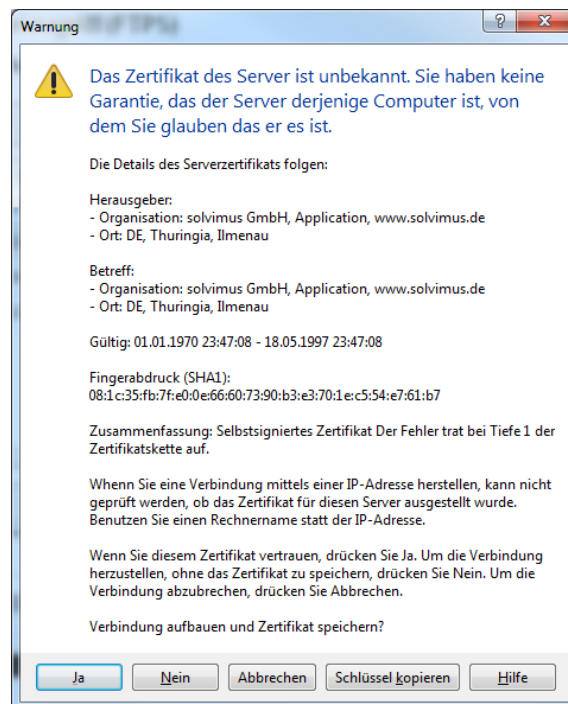 Warnung
Das Zertifikat des Server ist unbekannt. Sie haben keine
Garantie, das der Server derjenige Computer ist, von
dem Sie glauben das er es ist.
Die Details des Serverzertifikats folgen:
Herausgeber:
- Organisation: solvimus GmbH, Application, www.solvimus.de
- Ort: DE, Thuringia, Ilmenau
Betreff:
- Organisation: solvimus GmbH, Application, www.solvimus.de
- Ort: DE, Thuringia, Ilmenau
Gültig: 01.01.1970 23:47:08 - 18.05.1997 23:47:08
Fingerabdruck (SHA1):
08:1c:35:fb:7f:e0:0e:66:60:73:90:b3:e3:70:1e:c5:54:e7:61:b7
Zusammenfassung: Selbstsigniertes Zertifikat Der Fehler trat bei Tiefe 1 der
Zertifikatskette auf.
Whenn Sie eine Verbindung mittels einer IP-Adresse herstellen, kann nicht
geprüft werden, ob das Zertifikat für diesen Server ausgestellt wurde.
Benutzen Sie einen Rechnername statt der IP-Adresse.
Wenn Sie diesem Zertifikat vertrauen, drücken Sie Ja. Um die Verbindung
herzustellen, ohne das Zertifikat zu speichern, drücken Sie Nein. Um die
Verbindung abzubrechen, drücken Sie Abbrechen.
Verbindung aufbauen und Zertifikat speichern?
Ja Nein Abbrechen Schlüssel kopieren Hilfe